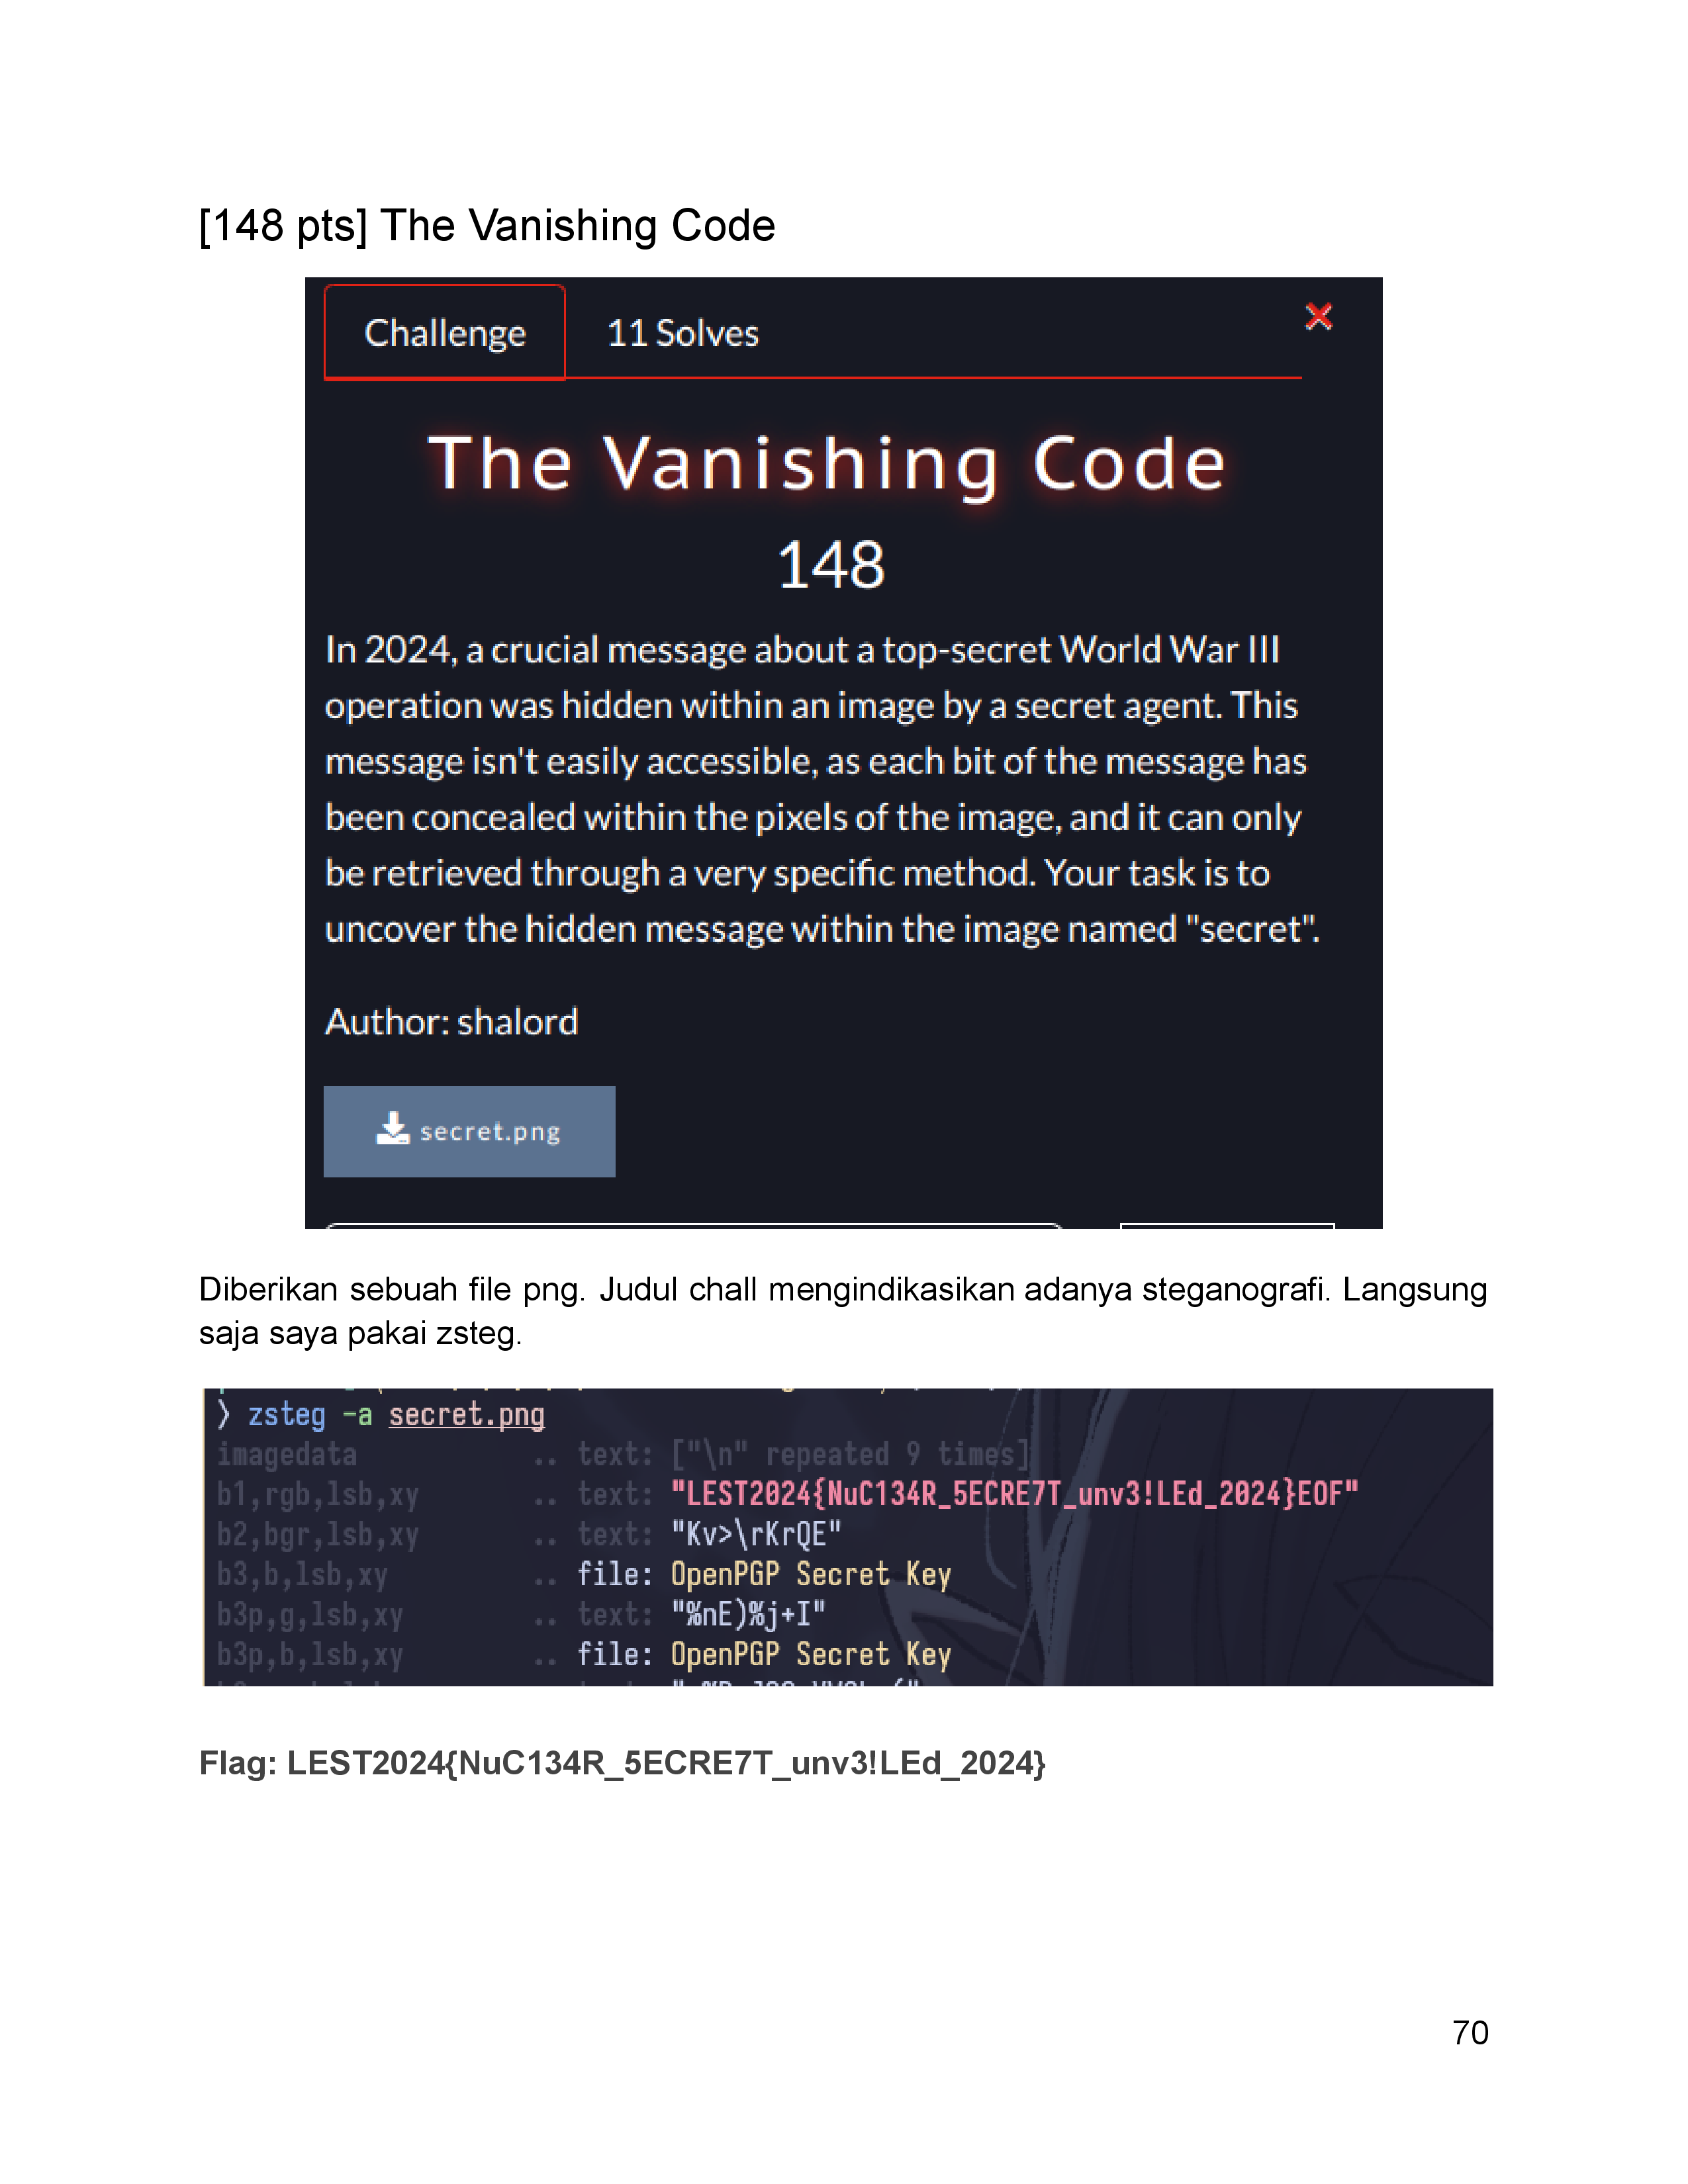 [148 pts] The Vanishing Code
Challenge
11 Solves
The Vanishing Code
148
In 2024, a crucial message about a top-secret World War III
operation was hidden within an image by a secret agent. This
message isn't easily accessible, as each bit of the message has
been concealed within the pixels of the image, and it can only
be retrieved through a very specific method. Your task is to
uncover the hidden message within the image named "secret".
Author: shalord
secret.png
Diberikan sebuah file png. Judul chall mengindikasikan adanya steganografi. Langsung
saja saya pakai zsteg.
❯ zsteg -a secret.png
imagedata .. text: ["\n" repeated 9 times]
b1,rgb,lsb,xy .. text: "LEST2024{NuC134R_5ECRE7T_unv3!LEd_2024}EOF"
b2,bgr,lsb,xy .. text: "Kv>\rKrQE"
b3,b,lsb,xy .. file: OpenPGP Secret Key
b3p,g,lsb,xy .. text: "%nE)%j+I"
b3p,b,lsb,xy .. file: OpenPGP Secret Key
Flag: LEST2024{NuC134R_5ECRE7T_unv3!LEd_2024}
70